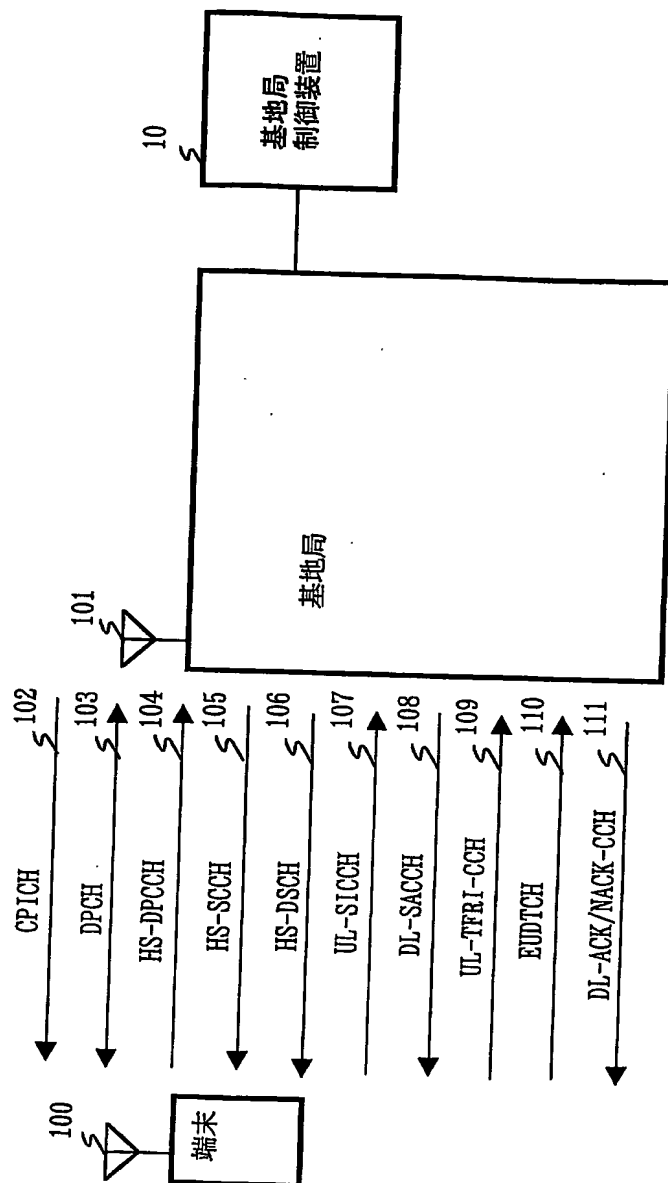 100
端末
CPICH
102
DPCH
103
HS-DPCCH
104
HS-SCCH
105
HS-DSCH
106
UL-SICCH
107
DL-SACCH
108
UL-TFRI-CCH
109
EUDTCH
110
DL-ACK/NACK-CCH
111
101
基地局
10
基地局
制御装置